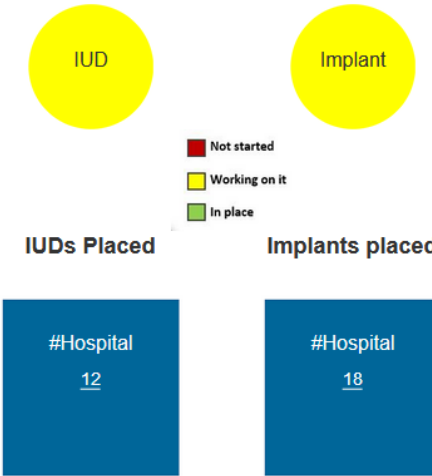 IUD
Implant
Not started
Working on it
In place
IUDs Placed
Implants placed
#Hospital
12
#Hospital
18